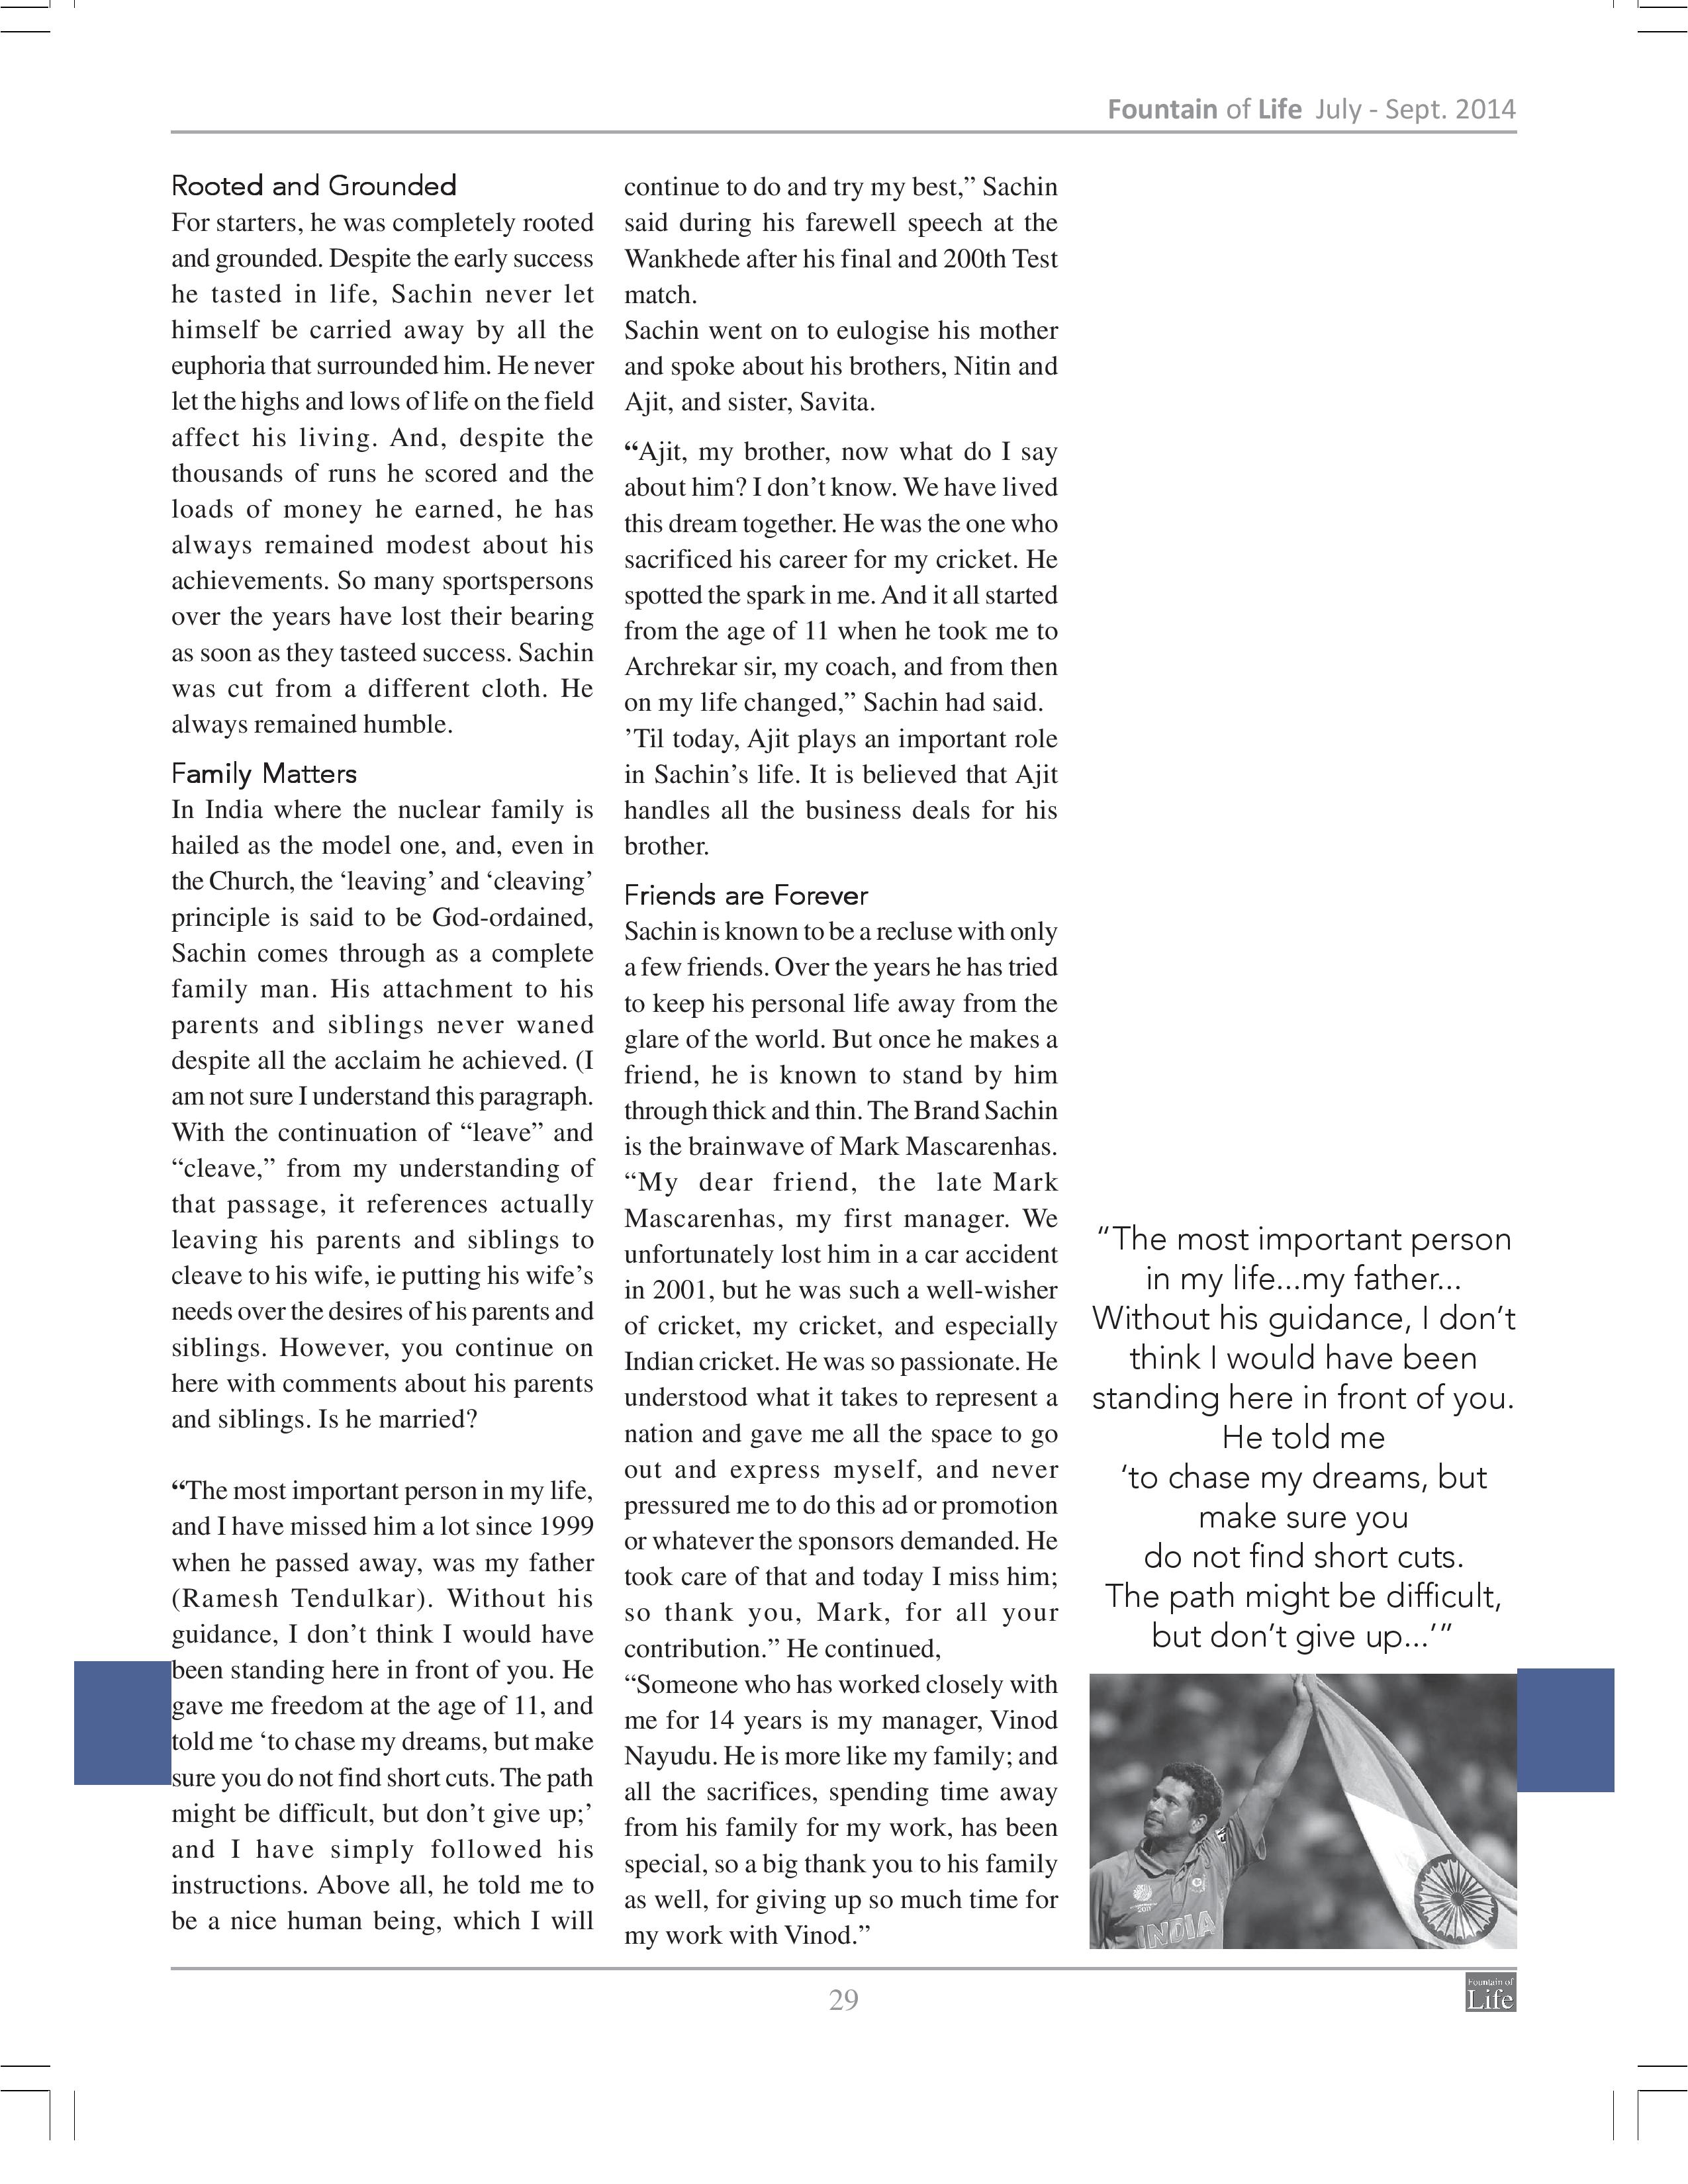 Fountain of Life July - Sept. 2014
Rooted and Grounded
For starters, he was completely rooted
and grounded. Despite the early success
he tasted in life, Sachin never let
himself be carried away by all the
euphoria that surrounded him. He never
let the highs and lows of life on the field
affect his living. And, despite the
thousands of runs he scored and the
loads of money he earned, he has
always remained modest about his
achievements. So many sportspersons
over the years have lost their bearing
as soon as they tasteed success. Sachin
was cut from a different cloth. He
always remained humble.
Family Matters
In India where the nuclear family is
hailed as the model one, and, even in
the Church, the ‘leaving’ and ‘cleaving’
principle is said to be God-ordained,
Sachin comes through as a complete
family man. His attachment to his
parents and siblings never waned
despite all the acclaim he achieved. (I
am not sure I understand this paragraph.
With the continuation of “leave” and
“cleave,” from my understanding of
that passage, it references actually
leaving his parents and siblings to
cleave to his wife, ie putting his wife’s
needs over the desires of his parents and
siblings. However, you continue on
here with comments about his parents
and siblings. Is he married?
“The most important person in my life,
and I have missed him a lot since 1999
when he passed away, was my father
(Ramesh Tendulkar). Without his
guidance, I don’t think I would have
been standing here in front of you. He
gave me freedom at the age of 11, and
told me ‘to chase my dreams, but make
sure you do not find short cuts. The path
might be difficult, but don’t give up;’
and I have simply followed his
instructions. Above all, he told me to
be a nice human being, which I will
continue to do and try my best,” Sachin
said during his farewell speech at the
Wankhede after his final and 200th Test
match.
Sachin went on to eulogise his mother
and spoke about his brothers, Nitin and
Ajit, and sister, Savita.
“Ajit, my brother, now what do I say
about him? I don’t know. We have lived
this dream together. He was the one who
sacrificed his career for my cricket. He
spotted the spark in me. And it all started
from the age of 11 when he took me to
Archrekar sir, my coach, and from then
on my life changed,” Sachin had said.
’Til today, Ajit plays an important role
in Sachin’s life. It is believed that Ajit
handles all the business deals for his
brother.
Friends are Forever
Sachin is known to be a recluse with only
a few friends. Over the years he has tried
to keep his personal life away from the
glare of the world. But once he makes a
friend, he is known to stand by him
through thick and thin. The Brand Sachin
is the brainwave of Mark Mascarenhas.
“My dear friend, the late Mark
Mascarenhas, my first manager. We
unfortunately lost him in a car accident
in 2001, but he was such a well-wisher
of cricket, my cricket, and especially
Indian cricket. He was so passionate. He
understood what it takes to represent a
nation and gave me all the space to go
out and express myself, and never
pressured me to do this ad or promotion
or whatever the sponsors demanded. He
took care of that and today I miss him;
so thank you, Mark, for all your
contribution.” He continued,
“Someone who has worked closely with
me for 14 years is my manager, Vinod
Nayudu. He is more like my family; and
all the sacrifices, spending time away
from his family for my work, has been
special, so a big thank you to his family
as well, for giving up so much time for
my work with Vinod.”
“The most important person
in my life...my father...
Without his guidance, I don’t
think I would have been
standing here in front of you.
He told me
‘to chase my dreams, but
make sure you
do not find short cuts.
The path might be difficult,
but don’t give up...’”
INDIA
29
Fountain of
Life